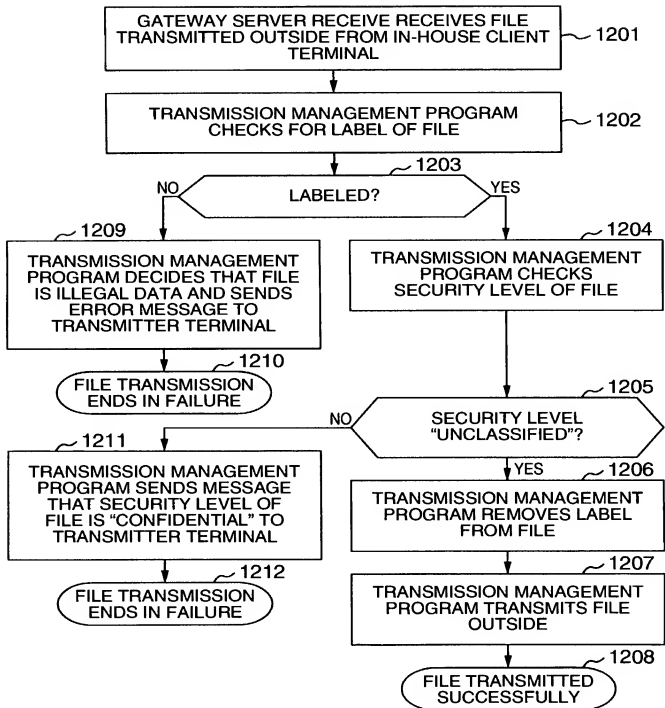 GATEWAY SERVER RECEIVE RECEIVES FILE
TRANSMITTED OUTSIDE FROM IN-HOUSE CLIENT
TERMINAL
1201
TRANSMISSION MANAGEMENT PROGRAM
CHECKS FOR LABEL OF FILE
1202
1203
NO
LABELED?
YES
1209
TRANSMISSION MANAGEMENT
PROGRAM DECIDES THAT FILE
IS ILLEGAL DATA AND SENDS
ERROR MESSAGE TO
TRANSMITTER TERMINAL
1204
TRANSMISSION MANAGEMENT
PROGRAM CHECKS
SECURITY LEVEL OF FILE
1210
FILE TRANSMISSION
ENDS IN FAILURE
1205
NO
SECURITY LEVEL
"UNCLASSIFIED"?
YES
1211
TRANSMISSION MANAGEMENT
PROGRAM SENDS MESSAGE
THAT SECURITY LEVEL OF
FILE IS "CONFIDENTIAL" TO
TRANSMITTER TERMINAL
1206
TRANSMISSION MANAGEMENT
PROGRAM REMOVES LABEL
FROM FILE
1212
FILE TRANSMISSION
ENDS IN FAILURE
1207
TRANSMISSION MANAGEMENT
PROGRAM TRANSMITS FILE
OUTSIDE
1208
FILE TRANSMITTED
SUCCESSFULLY